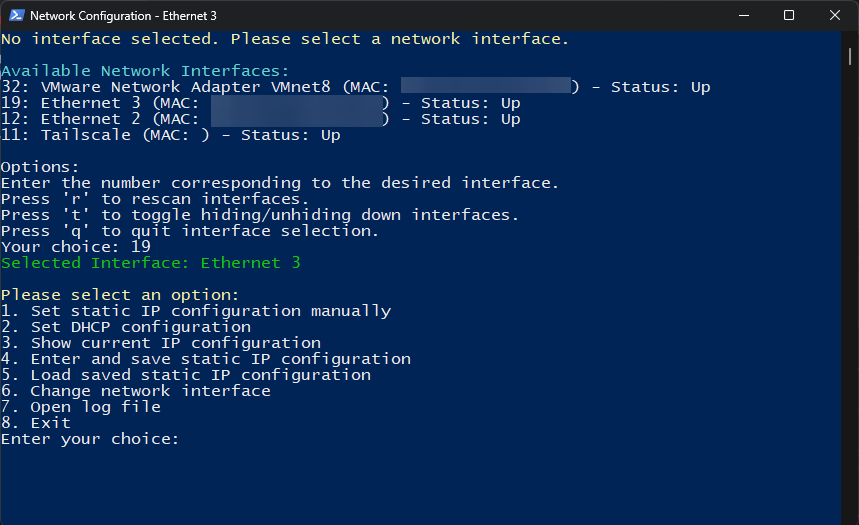 Network Configuration - Ethernet 3
No interface selected. Please select a network interface.
Available Network Interfaces:
32: VMware Network Adapter VMnet8 (MAC: ) - Status: Up
19: Ethernet 3 (MAC: ) - Status: Up
12: Ethernet 2 (MAC: ) - Status: Up
11: Tailscale (MAC: ) - Status: Up
Options:
Enter the number corresponding to the desired interface.
Press 'r' to rescan interfaces.
Press 't' to toggle hiding/unhiding down interfaces.
Press 'q' to quit interface selection.
Your choice: 19
Selected Interface: Ethernet 3
Please select an option:
1. Set static IP configuration manually
2. Set DHCP configuration
3. Show current IP configuration
4. Enter and save static IP configuration
5. Load saved static IP configuration
6. Change network interface
7. Open log file
8. Exit
Enter your choice: